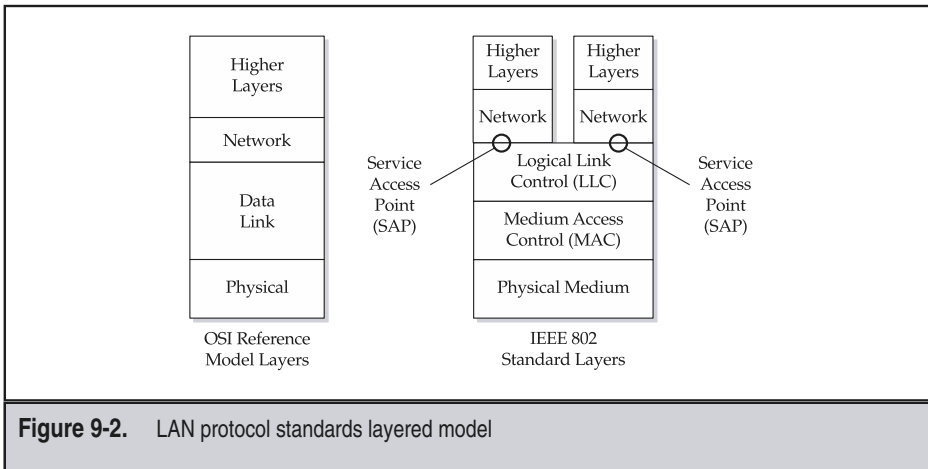 Higher
Layers
Network
Data
Link
Physical
OSI Reference
Model Layers
Higher
Layers
Higher
Layers
Network
Network
Service
Access
Point
(SAP)
Logical Link
Control (LLC)
Medium Access
Control (MAC)
Physical Medium
Service
Access
Point
(SAP)
IEEE 802
Standard Layers
Figure 9-2. LAN protocol standards layered model